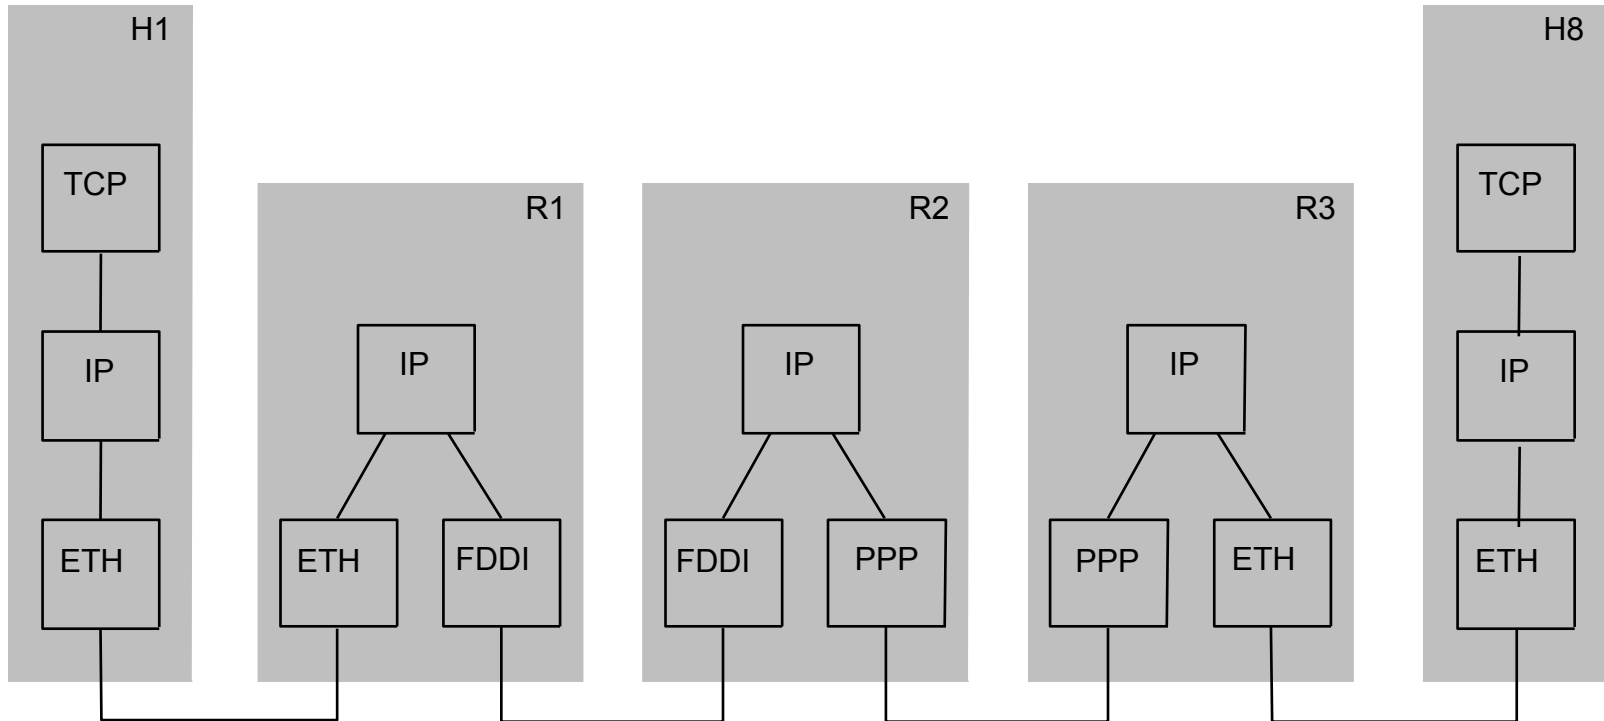 H1
H8
TCP
TCP
R1
R2
R3
IP
IP
IP
IP
IP
ETH
ETH
FDDI
FDDI
PPP
PPP
ETH
ETH